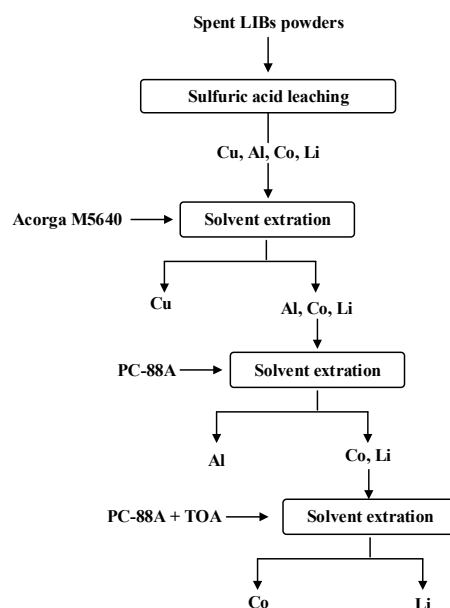 Spent LIBs powders
Sulfuric acid leaching
Cu, Al, Co, Li
Acorga M5640
Solvent extration
Cu
Al, Co, Li
PC-88A
Solvent extration
Al
Co, Li
PC-88A + TOA
Solvent extration
Co
Li